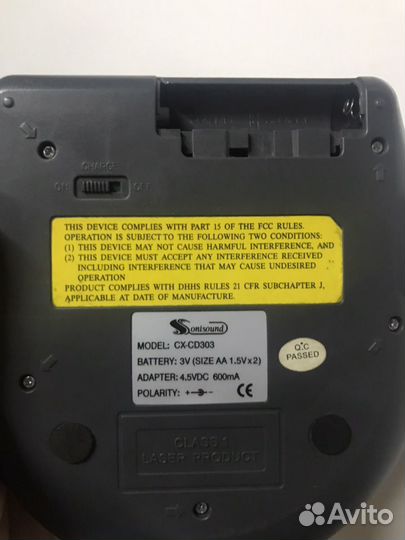 CHARGE
ON OFF
THIS DEVICE COMPLIES WITH PART 15 OF THE FCC RULES.
OPERATION IS SUBJECT TO THE FOLLOWING TWO CONDITIONS:
(1) THIS DEVICE MAY NOT CAUSE HARMFUL INTERFERENCE, AND
(2) THIS DEVICE MUST ACCEPT ANY INTERFERENCE RECEIVED
INCLUDING INTERFERENCE THAT MAY CAUSE UNDESIRED
OPERATION
PRODUCT COMPLIES WITH DHHS RULES 21 CFR SUBCHAPTER J,
APPLICABLE AT DATE OF MANUFACTURE.
Sonisound
MODEL: CX-CD303
BATTERY: 3V (SIZE AA 1.5V x 2)
ADAPTER: 4.5VDC 600mA
POLARITY: + - CE
Q.C
PASSED
CLASS 1
LASER PRODUCT
Avito